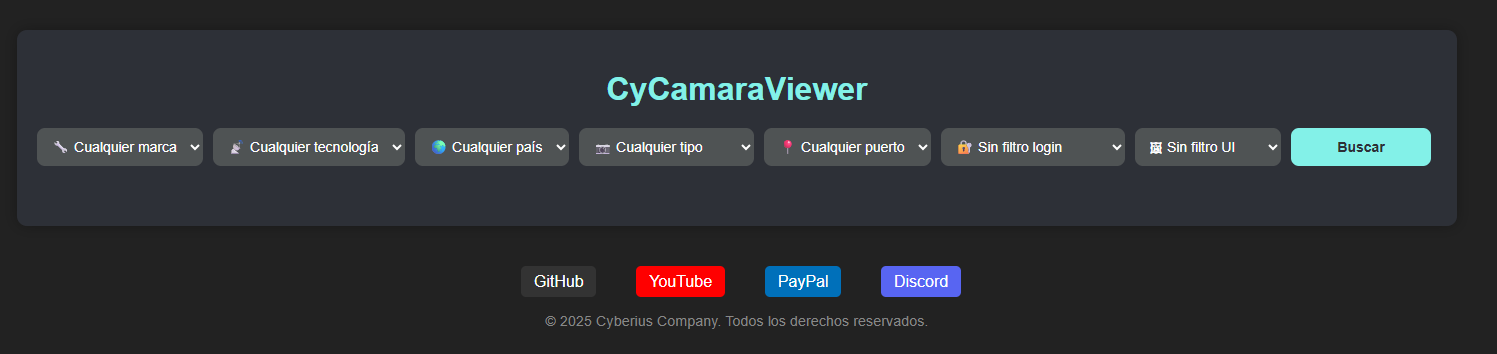 CyCamaraViewer
Cualquier marca Cualquier tecnología Cualquier país Cualquier tipo Cualquier puerto Sin filtro login Sin filtro UI Buscar
GitHub YouTube PayPal Discord
© 2025 Cyberius Company. Todos los derechos reservados.